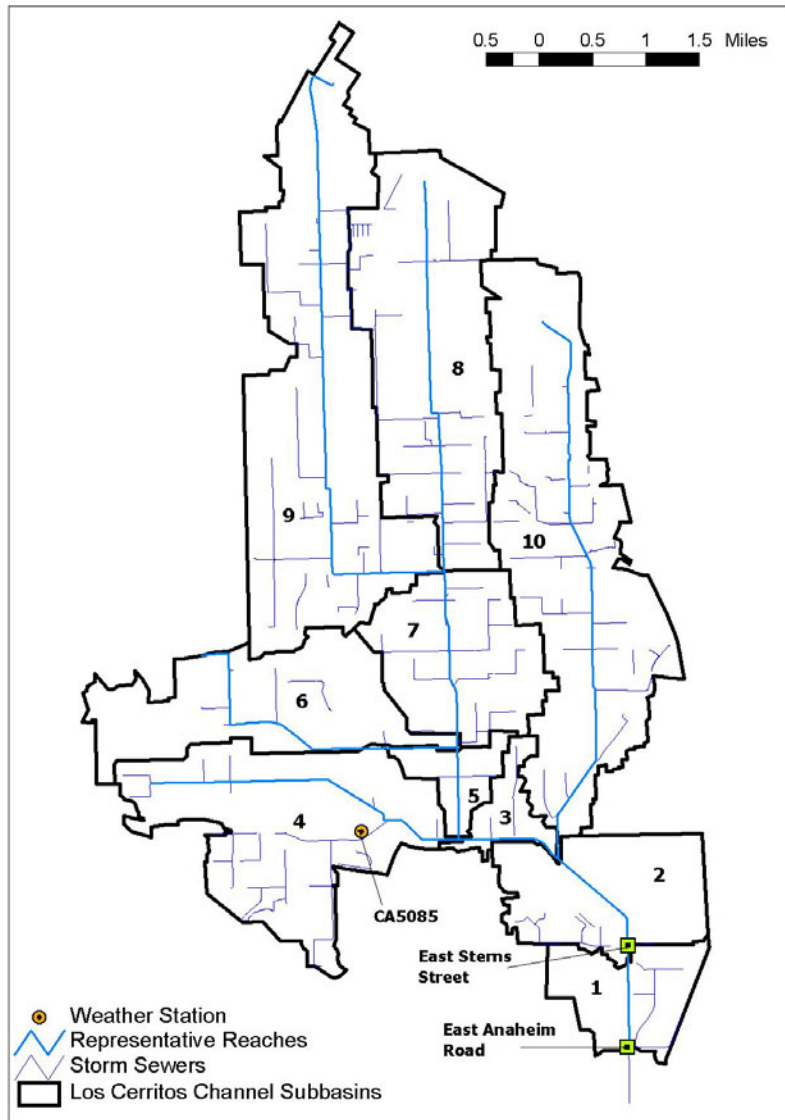 0.5 0 0.5 1 1.5 Miles
8
9
10
7
6
5
3
4
2
CA5085
East Sterns
Street
1
East Anaheim
Road
Weather Station
Representative Reaches
Storm Sewers
Los Cerritos Channel Subbasins